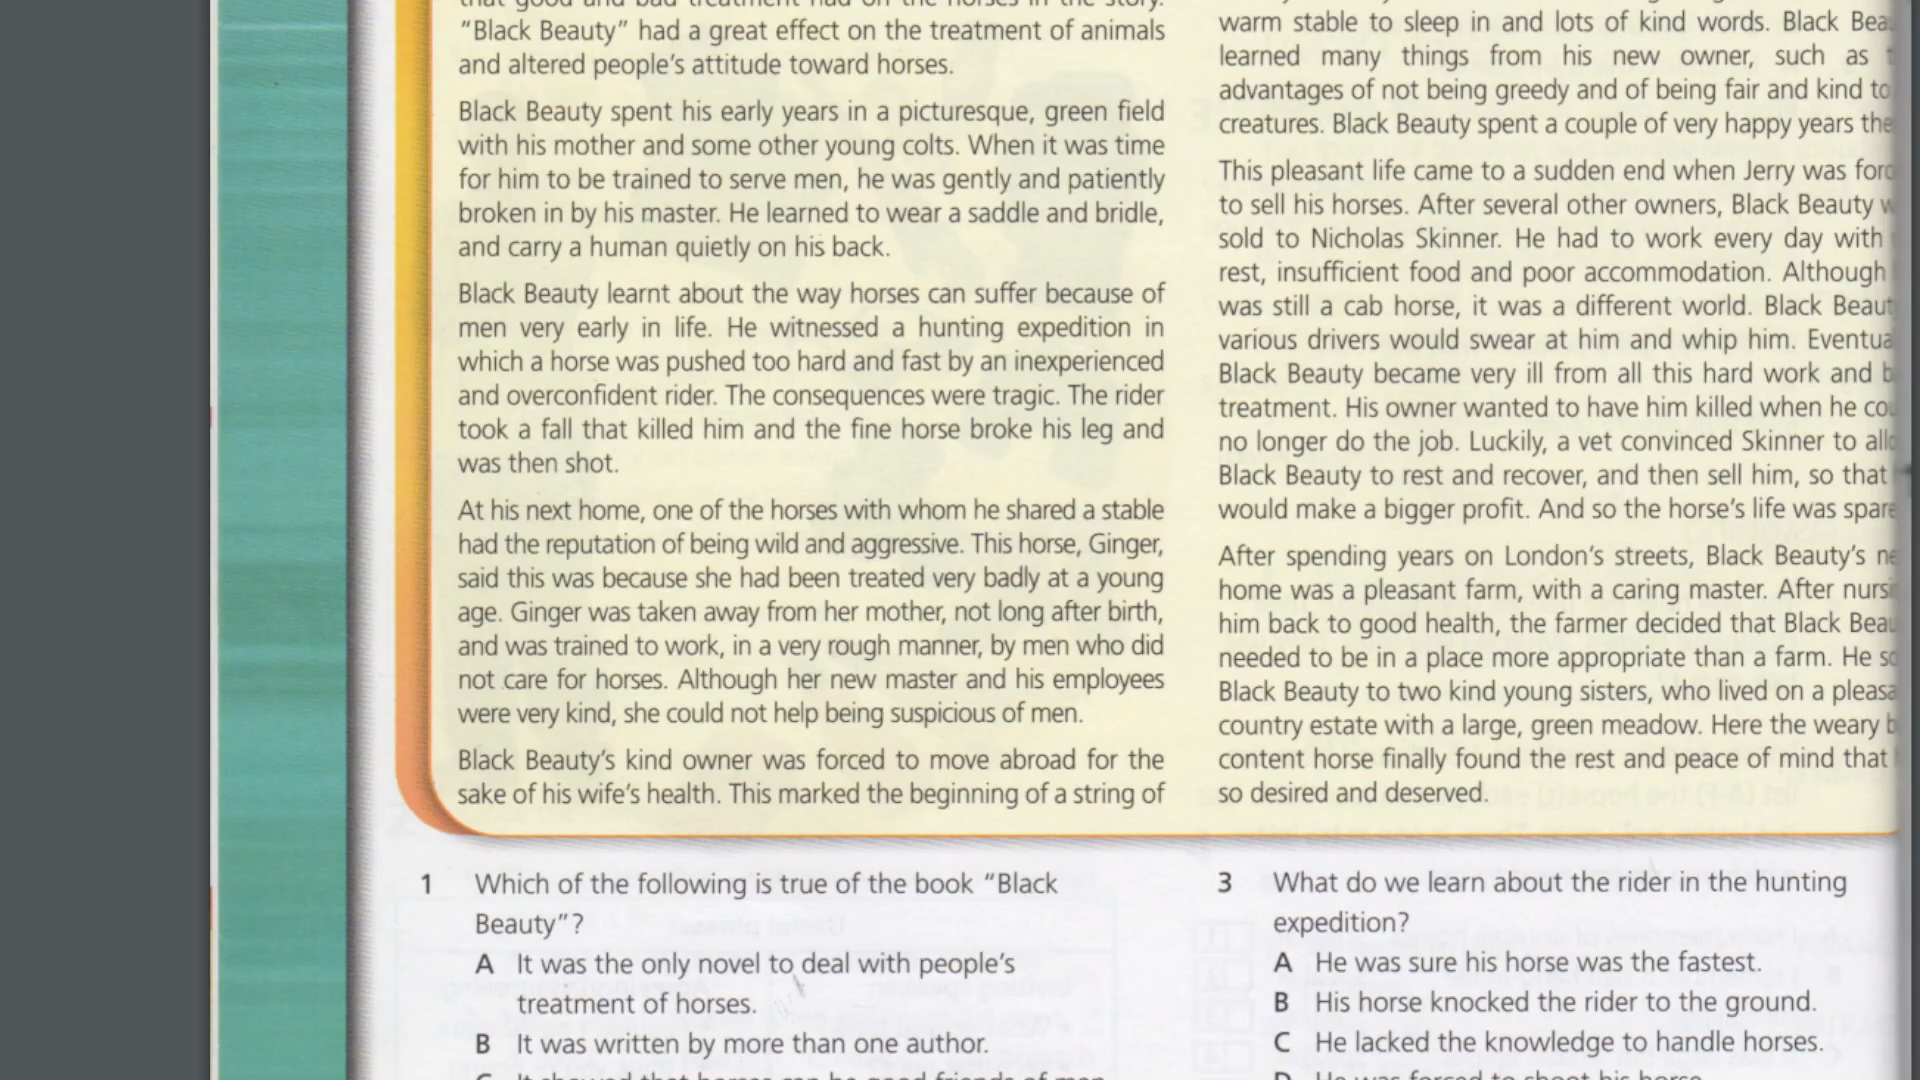 that good and bad treatment had on the horses in the story.
"Black Beauty" had a great effect on the treatment of animals
and altered people's attitude toward horses.
Black Beauty spent his early years in a picturesque, green field
with his mother and some other young colts. When it was time
for him to be trained to serve men, he was gently and patiently
broken in by his master. He learned to wear a saddle and bridle,
and carry a human quietly on his back.
Black Beauty learnt about the way horses can suffer because of
men very early in life. He witnessed a hunting expedition in
which a horse was pushed too hard and fast by an inexperienced
and overconfident rider. The consequences were tragic. The rider
took a fall that killed him and the fine horse broke his leg and
was then shot.
At his next home, one of the horses with whom he shared a stable
had the reputation of being wild and aggressive. This horse, Ginger,
said this was because she had been treated very badly at a young
age. Ginger was taken away from her mother, not long after birth,
and was trained to work, in a very rough manner, by men who did
not care for horses. Although her new master and his employees
were very kind, she could not help being suspicious of men.
Black Beauty's kind owner was forced to move abroad for the
sake of his wife's health. This marked the beginning of a string of
warm stable to sleep in and lots of kind words. Black Bea
learned many things from his new owner, such as
advantages of not being greedy and of being fair and kind to
creatures. Black Beauty spent a couple of very happy years the
This pleasant life came to a sudden end when Jerry was forc
to sell his horses. After several other owners, Black Beauty w
sold to Nicholas Skinner. He had to work every day with
rest, insufficient food and poor accommodation. Although
was still a cab horse, it was a different world. Black Beaut
various drivers would swear at him and whip him. Eventua
Black Beauty became very ill from all this hard work and b
treatment. His owner wanted to have him killed when he cou
no longer do the job. Luckily, a vet convinced Skinner to allo
Black Beauty to rest and recover, and then sell him, so that
would make a bigger profit. And so the horse's life was spare
After spending years on London's streets, Black Beauty's ne
home was a pleasant farm, with a caring master. After nursi
him back to good health, the farmer decided that Black Beau
needed to be in a place more appropriate than a farm. He so
Black Beauty to two kind young sisters, who lived on a pleasa
country estate with a large, green meadow. Here the weary b
content horse finally found the rest and peace of mind that
so desired and deserved.
1 Which of the following is true of the book "Black
Beauty"?
A It was the only novel to deal with people's
treatment of horses.
B It was written by more than one author.
C It showed that horses can be good friends of men
3 What do we learn about the rider in the hunting
expedition?
A He was sure his horse was the fastest.
B His horse knocked the rider to the ground.
C He lacked the knowledge to handle horses.
D He was forced to shoot his horse.